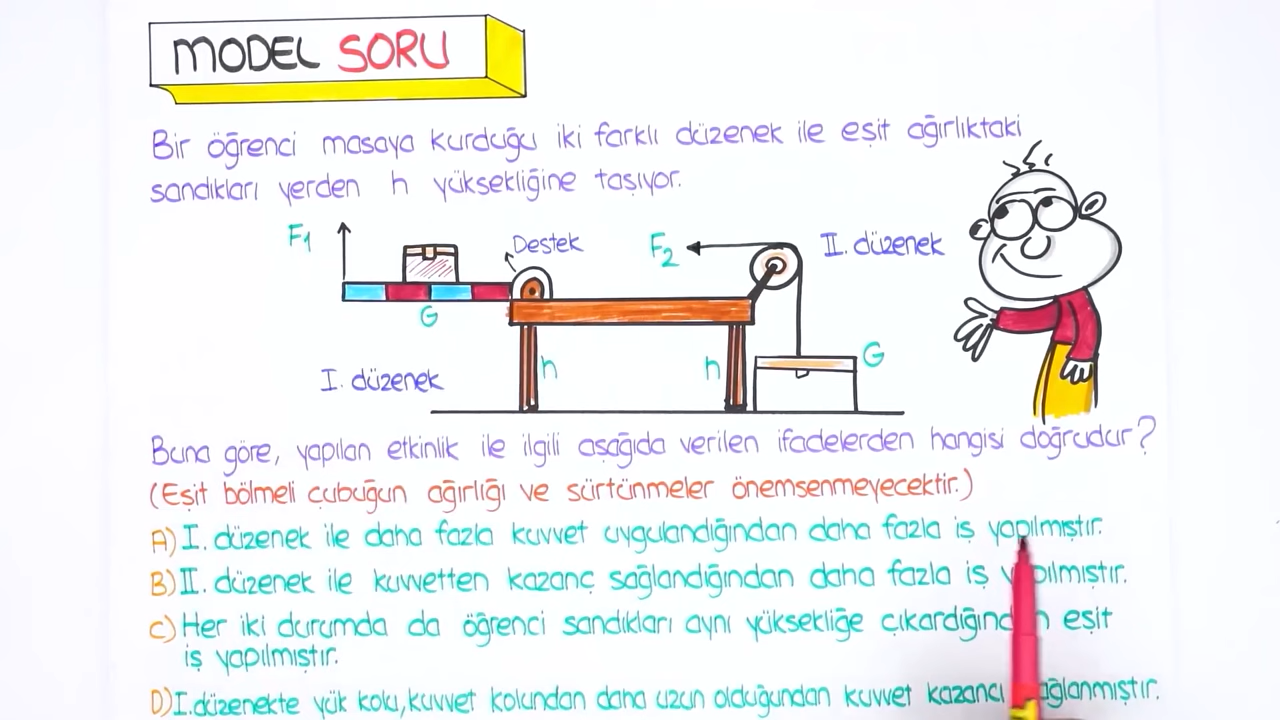 MODEL SORU
Bir öğrenci masaya kurduğu iki farklı düzenek ile eşit ağırlıktaki
sandıkları yerden h yüksekliğine taşıyor.
F1
Destek
F2
II. düzenek
G
I. düzenek
h
h
G
Buna göre, yapılan etkinlik ile ilgili aşağıda verilen ifadelerden hangisi doğrudur?
(Eşit bölmeli çubuğun ağırlığı ve sürtünmeler önemsenmeyecektir.)
A) I. düzenek ile daha fazla kuvvet uygulandığından daha fazla iş yapılmıştır.
B) II. düzenek ile kuvvetten kazanç sağlandığından daha fazla iş yapılmıştır.
C) Her iki durumda da öğrenci sandıkları aynı yüksekliğe çıkardığından eşit
iş yapılmıştır.
D) I. düzenekte yük kolu, kuvvet kolundan daha uzun olduğundan kuvvet kazancı sağlanmıştır.